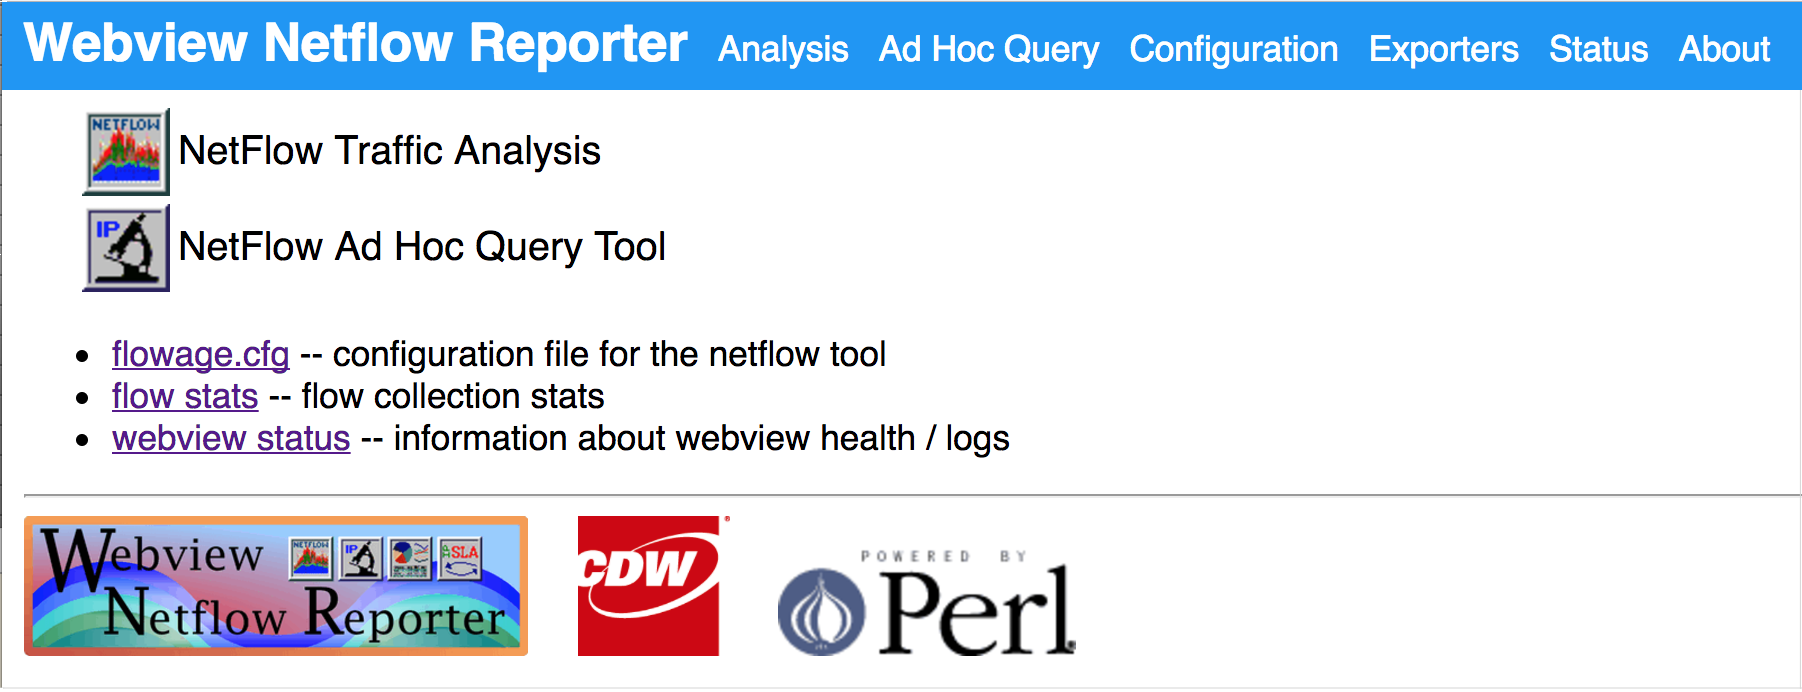 Webview Netflow Reporter Analysis Ad Hoc Query Configuration Exporters Status About
NETFLOW
NetFlow Traffic Analysis
IP
NetFlow Ad Hoc Query Tool
• flowage.cfg -- configuration file for the netflow tool
• flow stats -- flow collection stats
• webview status -- information about webview health / logs
Webview
NETFLOW IP SLA
Netflow Reporter
CDW®
POWERED BY
Perl®